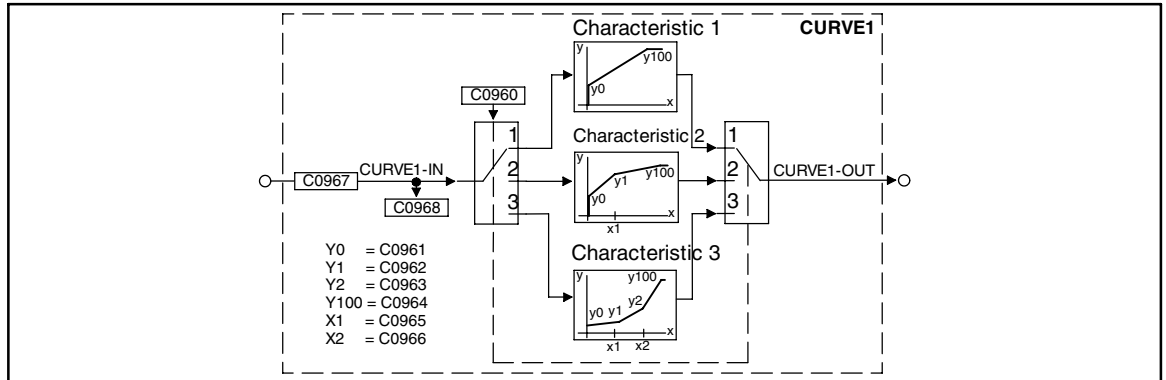 Characteristic 1
CURVE1
y
y100
y0
x
C0960
1
2
3
Characteristic 2
y
y1
y100
y0
x
x1
1
2
3
C0967
CURVE1-IN
C0968
CURVE1-OUT
Characteristic 3
y
y100
y2
y0
y1
x
x1
x2
Y0 = C0961
Y1 = C0962
Y2 = C0963
Y100 = C0964
X1 = C0965
X2 = C0966